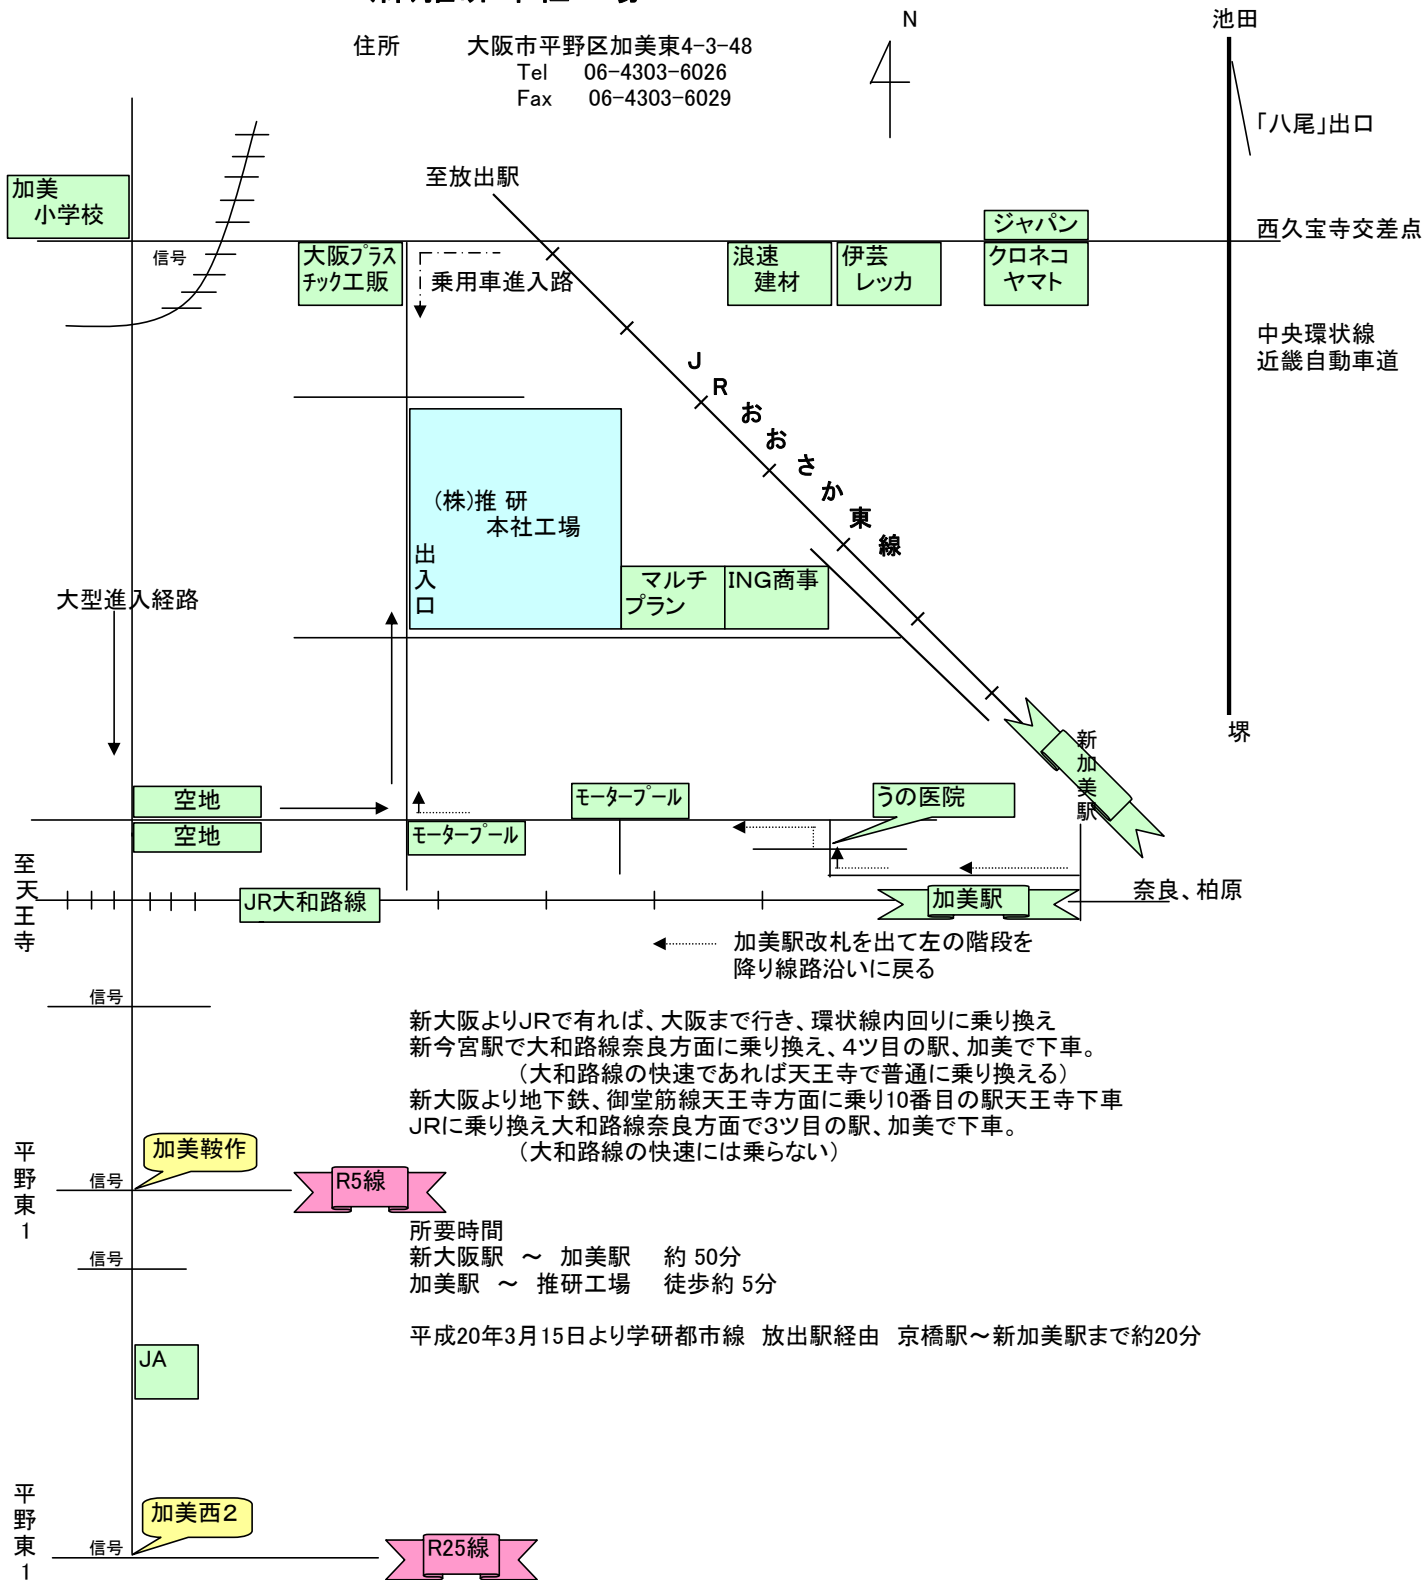 N
池田
住所 大阪市平野区加美東4-3-48
Tel 06-4303-6026
Fax 06-4303-6029
「八尾」出口
至放出駅
加美
小学校
ジャパン
西久宝寺交差点
信号
大阪プラス
チック工販
乗用車進入路
浪速
建材
伊芸
レッカ
クロネコ
ヤマト
中央環状線
近畿自動車道
JRおおさか東線
(株)推 研
本社工場
出入口
マルチ
プラン
ING商事
大型進入経路
堺
新加美駅
空地
モータープール
うの医院
空地
モータープール
至天王寺
JR大和路線
加美駅
奈良、柏原
加美駅改札を出て左の階段を
降り線路沿いに戻る
信号
新大阪よりJRで有れば、大阪まで行き、環状線内回りに乗り換え
新今宮駅で大和路線奈良方面に乗り換え、4ツ目の駅、加美で下車。
(大和路線の快速であれば天王寺で普通に乗り換える)
新大阪より地下鉄、御堂筋線天王寺方面に乗り10番目の駅天王寺下車
JRに乗り換え大和路線奈良方面で3ツ目の駅、加美で下車。
(大和路線の快速には乗らない)
平野東1
加美鞍作
信号
R5線
所要時間
新大阪駅 ~ 加美駅 約 50分
加美駅 ~ 推研工場 徒歩約 5分
信号
平成20年3月15日より学研都市線 放出駅経由 京橋駅~新加美駅まで約20分
JA
平野東1
加美西2
信号
R25線